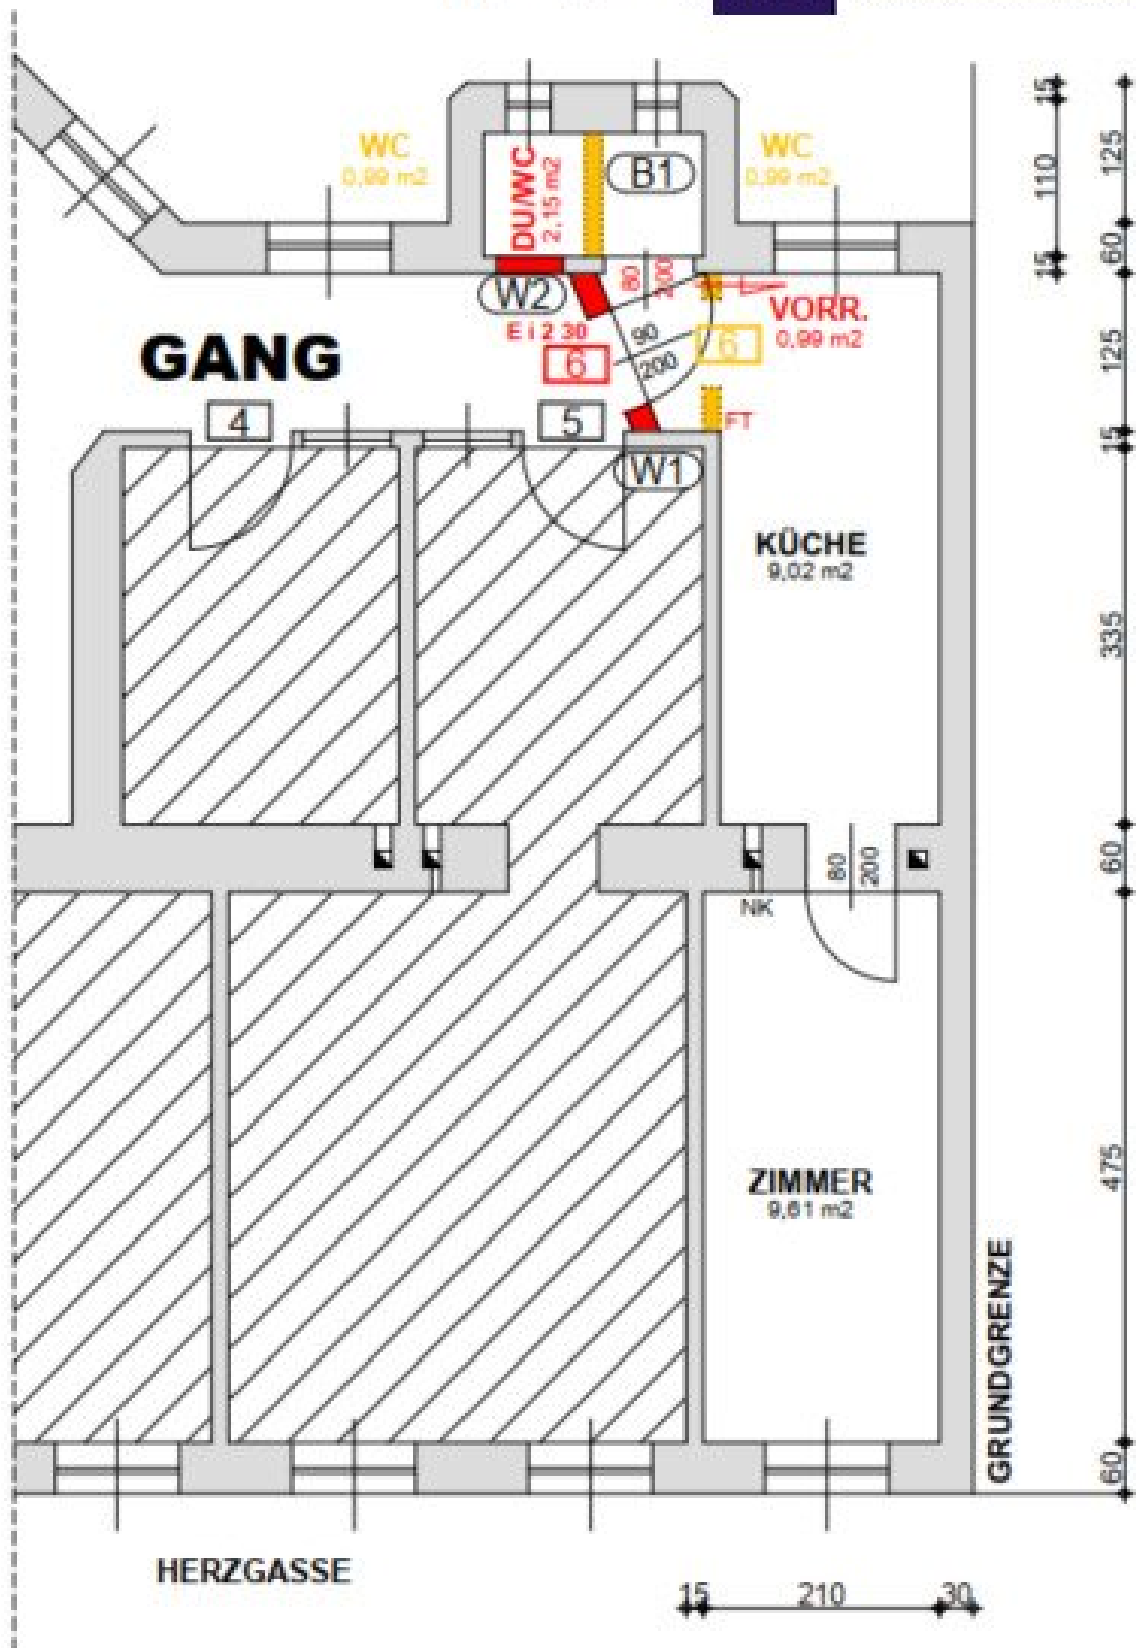 WC
0,99 m2
DU/WC
2,15 m2
B1
WC
0,99 m2
W2
E i 2 30
6
80
200
90
200
6
VORR.
0,99 m2
GANG
4
5
FT
W1
KÜCHE
9,02 m2
80
200
NK
ZIMMER
9,61 m2
GRUNDGRENZE
HERZGASSE
15
110
15
125
60
125
15
335
60
475
60
15
210
30